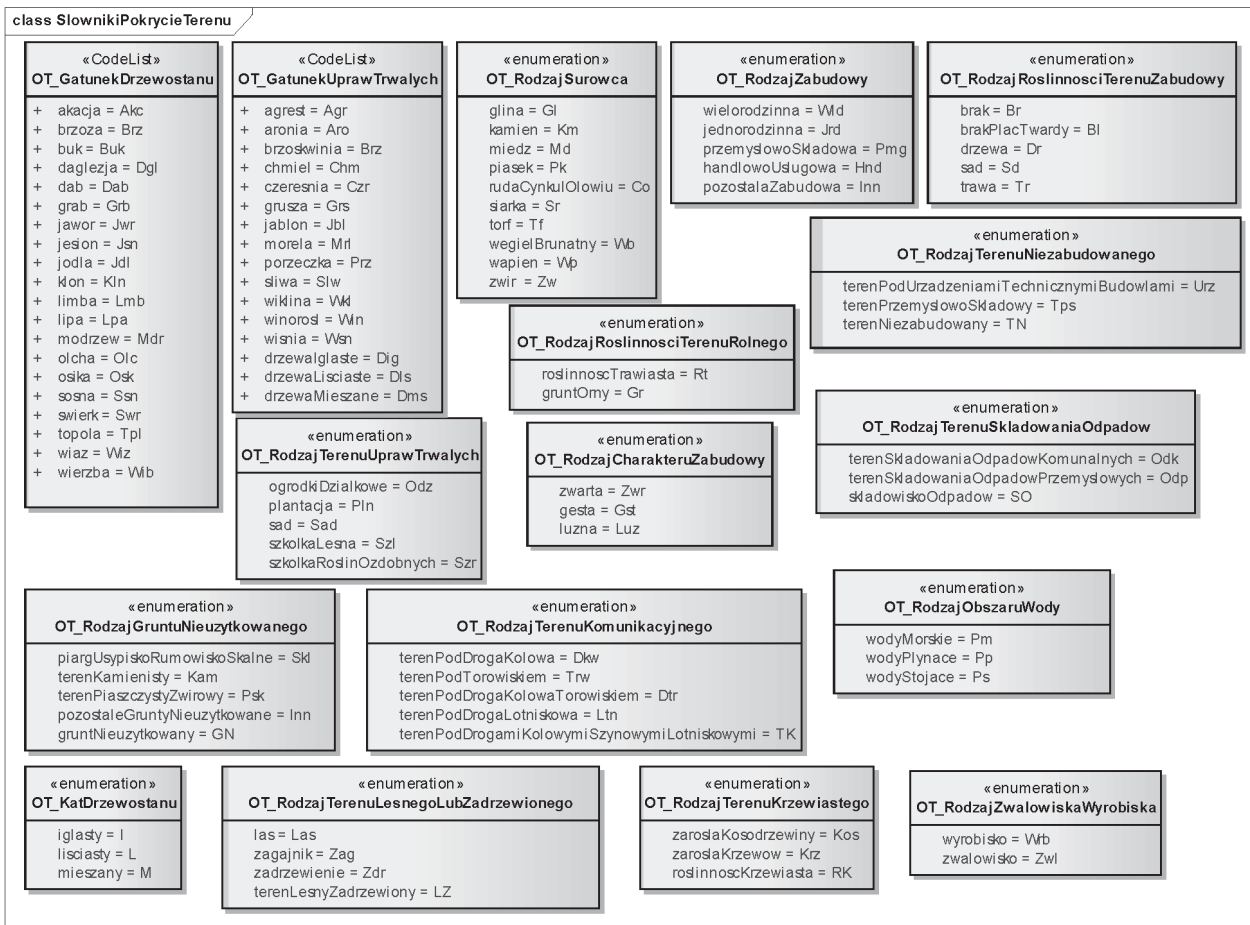 class SlownikiPokrycieTerenu
«CodeList»
OT_GatunekDrzewostanu
+ akacja = Akc
+ brzoza = Brz
+ buk = Buk
+ daglezja = Dgl
+ dab = Dab
+ grab = Grb
+ jawor = Jwr
+ jesion = Jsn
+ jodla = Jdl
+ klon = Kln
+ limba = Lmb
+ lipa = Lpa
+ modrzew = Mdr
+ olcha = Olc
+ osika = Osk
+ sosna = Ssn
+ swierk = Swr
+ topola = Tpl
+ wiaz = Wiz
+ wierzba = Wib
«CodeList»
OT_GatunekUprawTrwalych
+ agrest = Agr
+ aronia = Aro
+ brzoskwinia = Brz
+ chmiel = Chm
+ czeresnia = Czr
+ grusza = Grs
+ jablon = Jbl
+ morela = Mrl
+ porzeczka = Prz
+ sliwa = Slw
+ wiklina = Wkl
+ winorosl = Win
+ wisnia = Wsn
+ drzewaIglaste = Dig
+ drzewaLisciaste = Dls
+ drzewaMieszane = Dms
«enumeration»
OT_RodzajSurowca
glina = Gl
kamien = Km
miedz = Md
piasek = Pk
rudaCynkuIOlowiu = Co
siarka = Sr
torf = Tf
wegielBrunatny = Wb
wapien = Wp
zwir = Zw
«enumeration»
OT_RodzajZabudowy
wielorodzinna = Wld
jednorodzinna = Jrd
przemyslowoSkladowa = Pmg
handlowoUslugowa = Hnd
pozostalaZabudowa = Inn
«enumeration»
OT_RodzajRoslinnosciTerenuZabudowy
brak = Br
brakPlacTwardy = Bl
drzewa = Dr
sad = Sd
trawa = Tr
«enumeration»
OT_RodzajTerenuNiezabudowanego
terenPodUrzadzeniamiTechnicznymiBudowlami = Urz
terenPrzemyslowoSkladowy = Tps
terenNiezabudowany = TN
«enumeration»
OT_RodzajRoslinnosciTerenuRolnego
roslinnoscTrawiasta = Rt
gruntOrny = Gr
«enumeration»
OT_RodzajTerenuSkladowaniaOdpadow
terenSkladowaniaOdpadowKomunalnych = Odk
terenSkladowaniaOdpadowPrzemyslowych = Odp
skladowiskoOdpadow = SO
«enumeration»
OT_RodzajTerenuUprawTrwalych
ogrodkiDzialkowe = Odz
plantacja = Pln
sad = Sad
szkolkaLesna = Szl
szkolkaRoslinOzdobnych = Szr
«enumeration»
OT_RodzajCharakteruZabudowy
zwarta = Zwr
gesta = Gst
luzna = Luz
«enumeration»
OT_RodzajGruntuNieuzytkowanego
piargUsypiskoRumowiskoSkalne = Skl
terenKamienisty = Kam
terenPiaszczystyZwirowy = Psk
pozostaleGruntyNieuzytkowane = Inn
gruntNieuzytkowany = GN
«enumeration»
OT_RodzajTerenuKomunikacyjnego
terenPodDrogaKolowa = Dkw
terenPodTorowiskiem = Trw
terenPodDrogaKolowaTorowiskiem = Dtr
terenPodDrogaLotniskowa = Ltn
terenPodDrogamiKolowymiSzynowymiLotniskowymi = TK
«enumeration»
OT_RodzajObszaruWody
wodyMorskie = Pm
wodyPlynace = Pp
wodyStojace = Ps
«enumeration»
OT_KatDrzewostanu
iglasty = I
lisciasty = L
mieszany = M
«enumeration»
OT_RodzajTerenuLesnegoLubZadrzewionego
las = Las
zagajnik = Zag
zadrzewienie = Zdr
terenLesnyZadrzewiony = LZ
«enumeration»
OT_RodzajTerenuKrzewiastego
zaroslaKosodrzewiny = Kos
zaroslaKrzewow = Krz
roslinnoscKrzewiasta = RK
«enumeration»
OT_RodzajZwalowiskaWyrobiska
wyrobisko = Wrb
zwalowisko = Zwl